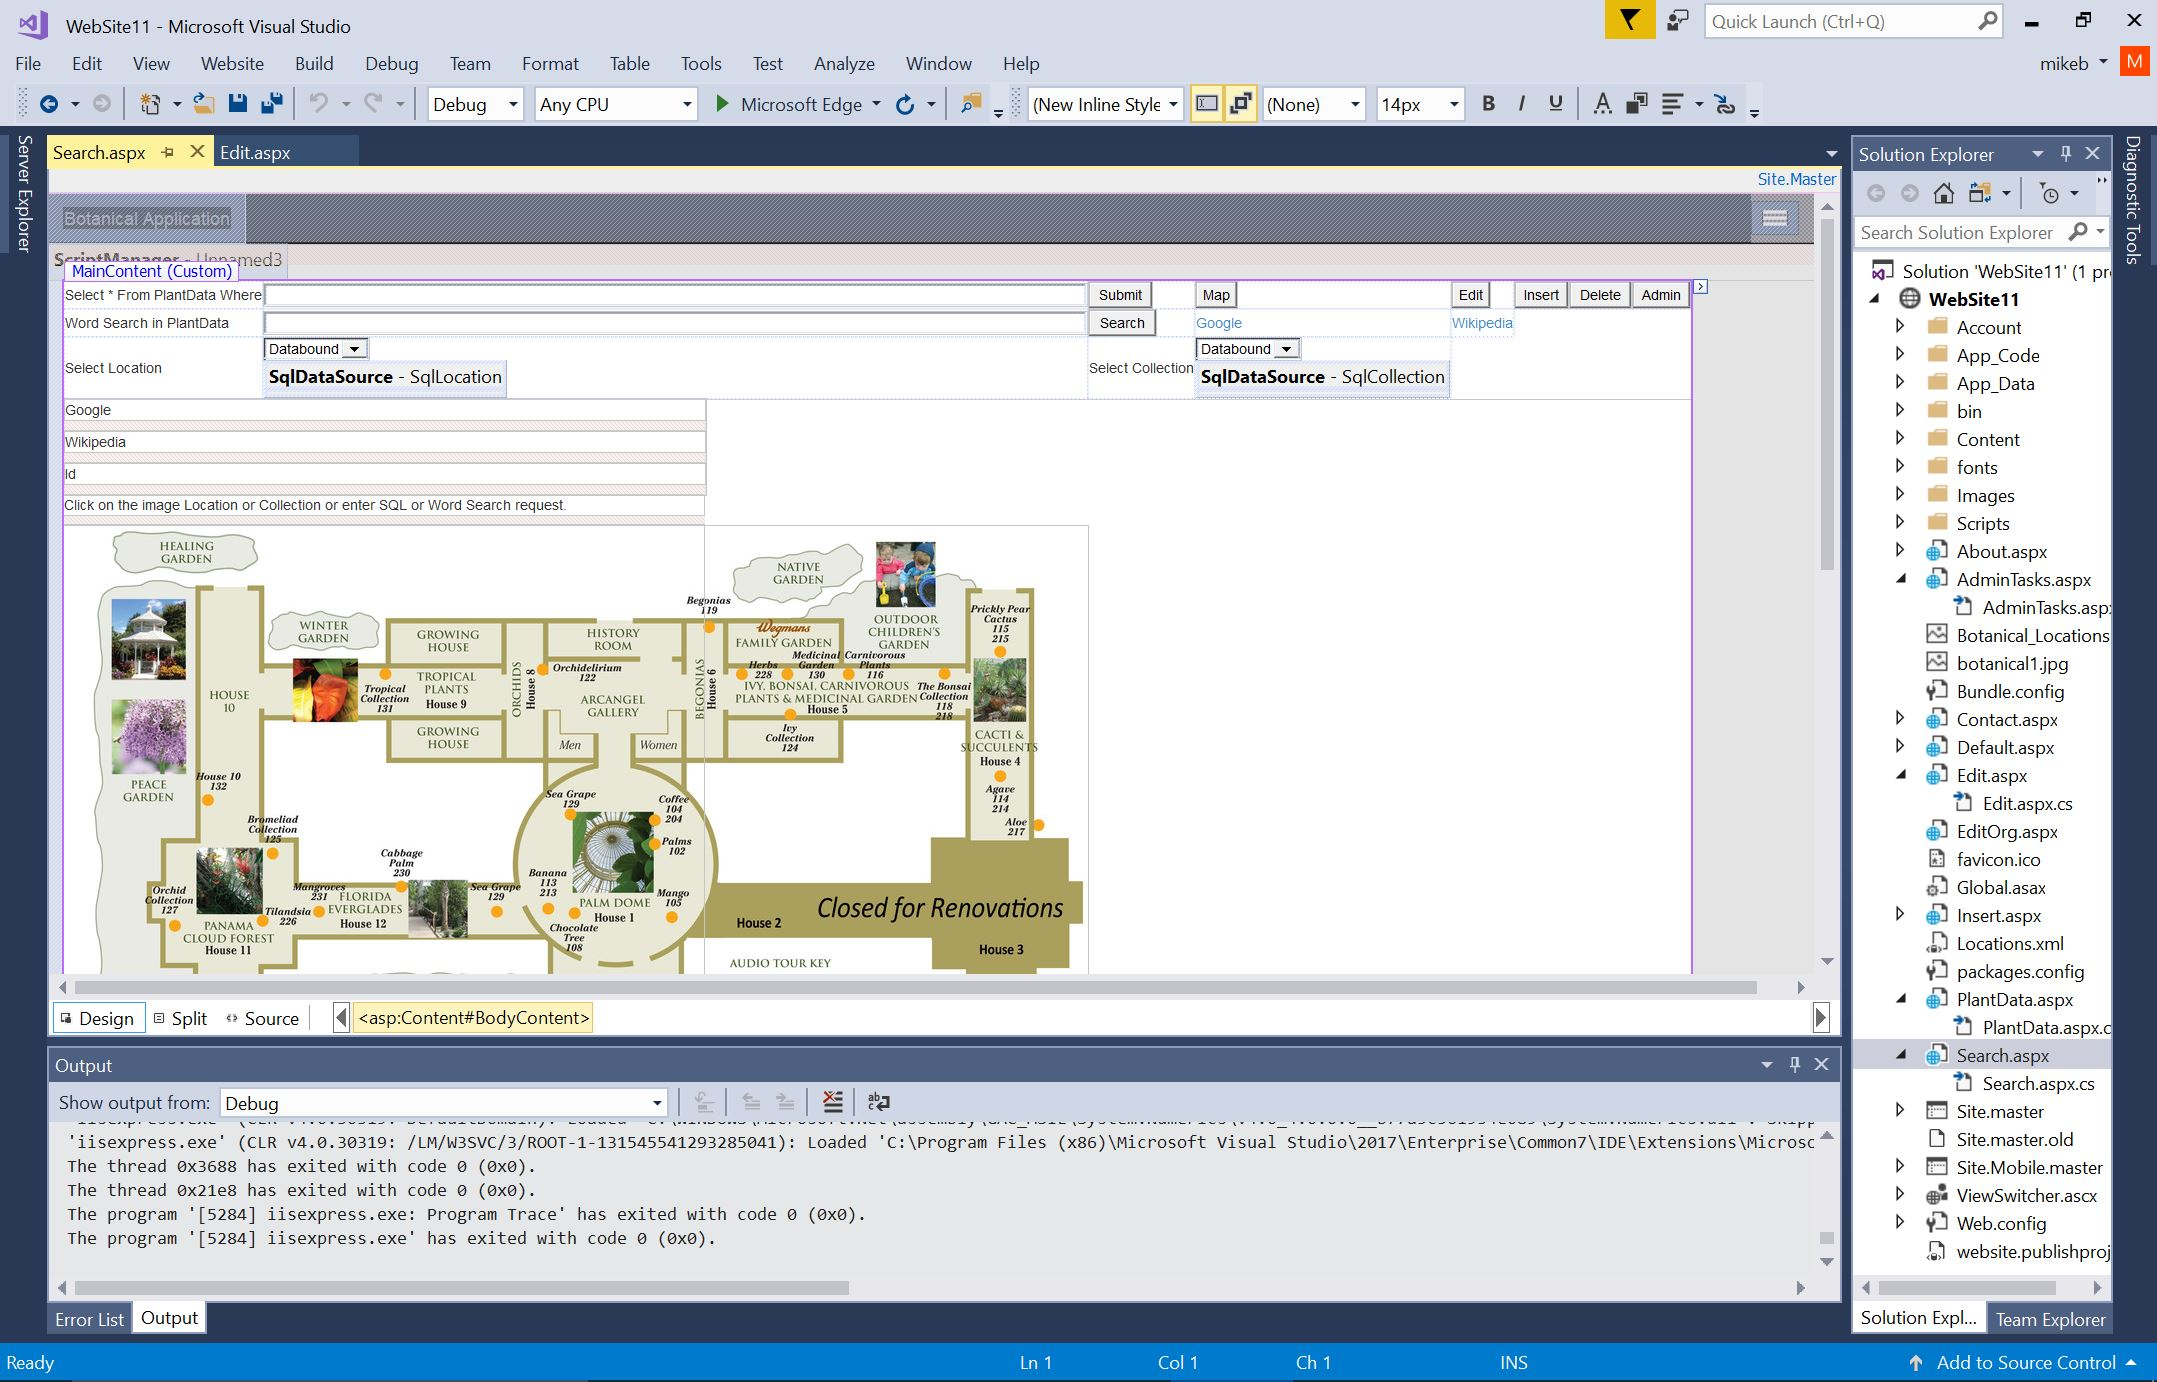 WebSite11 - Microsoft Visual Studio
Quick Launch (Ctrl+Q)
File Edit View Website Build Debug Team Format Table Tools Test Analyze Window Help
mikeb M
Debug Any CPU Microsoft Edge (New Inline Style (None) 14px B I U
Server Explorer
Search.aspx Edit.aspx
Site.Master
Botanical Application
ScriptManager - Unnamed3
MainContent (Custom)
Select * From PlantData Where Submit Map Edit Insert Delete Admin
Word Search in PlantData Search Google Wikipedia
Select Location Databound Select Collection Databound
SqlDataSource - SqlLocation SqlDataSource - SqlCollection
Google
Wikipedia
Id
Click on the image Location or Collection or enter SQL or Word Search request.
HEALING
GARDEN
NATIVE
GARDEN
WINTER
GARDEN
GROWING
HOUSE
HISTORY
ROOM
Begonias
119
Wegmans
FAMILY GARDEN
OUTDOOR
CHILDREN'S
GARDEN
Prickly Pear
Cactus
115
215
HOUSE
10
Tropical
Collection
131
TROPICAL
PLANTS
House 9
ORCHIDS
House 8
Orchidelirium
122
ARCANGEL
GALLERY
BEGONIAS
House 6
Herbs
228
Medicinal
Garden
130
Carnivorous
Plants
116
IVY, BONSAI, CARNIVOROUS
PLANTS & MEDICINAL GARDEN
House 5
The Bonsai
Collection
118
218
GROWING
HOUSE
Men
Women
Ivy
Collection
124
CACTI &
SUCCULENTS
House 4
Agave
114
214
Aloe
217
PEACE
GARDEN
House 10
132
Bromeliad
Collection
125
Sea Grape
129
Coffee
104
204
Palms
102
Cabbage
Palm
230
Orchid
Collection
127
Mangroves
231
Tilandsia
226
PANAMA
CLOUD FOREST
House 11
FLORIDA
EVERGLADES
House 12
Sea Grape
129
Banana
113
213
PALM DOME
House 1
Mango
105
Chocolate
Tree
108
House 2
Closed for Renovations
House 3
AUDIO TOUR KEY
Design Split Source <asp:Content#BodyContent>
Output
Show output from: Debug
'iisexpress.exe' (CLR v4.0.30319: /LM/W3SVC/3/ROOT-1-131545541293285041): Loaded 'C:\Program Files (x86)\Microsoft Visual Studio\2017\Enterprise\Common7\IDE\Extensions\Microso
The thread 0x3688 has exited with code 0 (0x0).
The thread 0x21e8 has exited with code 0 (0x0).
The program '[5284] iisexpress.exe: Program Trace' has exited with code 0 (0x0).
The program '[5284] iisexpress.exe' has exited with code 0 (0x0).
Error List Output
Solution Explorer
Search Solution Explorer
Solution 'WebSite11' (1 pr
WebSite11
Account
App_Code
App_Data
bin
Content
fonts
Images
Scripts
About.aspx
AdminTasks.aspx
AdminTasks.asp
Botanical_Locations
botanical1.jpg
Bundle.config
Contact.aspx
Default.aspx
Edit.aspx
Edit.aspx.cs
EditOrg.aspx
favicon.ico
Global.asax
Insert.aspx
Locations.xml
packages.config
PlantData.aspx
PlantData.aspx.c
Search.aspx
Search.aspx.cs
Site.master
Site.master.old
Site.Mobile.master
ViewSwitcher.ascx
Web.config
website.publishproj
Solution Expl... Team Explorer
Diagnostic Tools
Ready Ln 1 Col 1 Ch 1 INS Add to Source Control